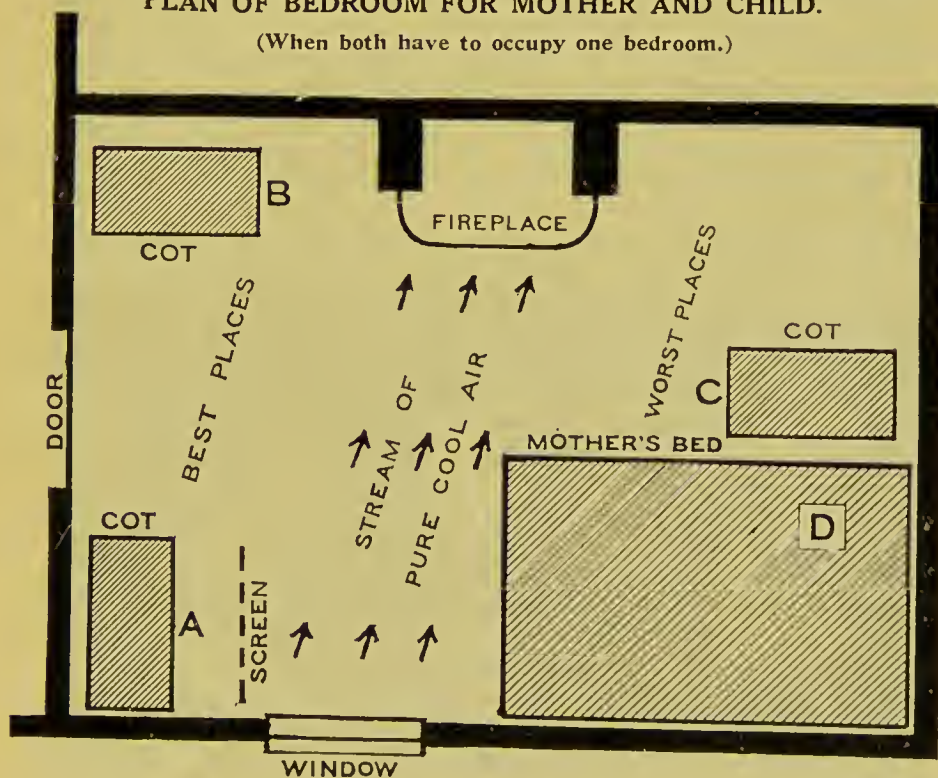 PLAN OF BEDROOM FOR MOTHER AND CHILD.
(When both have to occupy one bedroom.)
B
COT
FIREPLACE
BEST PLACES
WORST PLACES
COT
C
DOOR
STREAM OF
PURE COOL AIR
MOTHER'S BED
D
COT
A
SCREEN
WINDOW